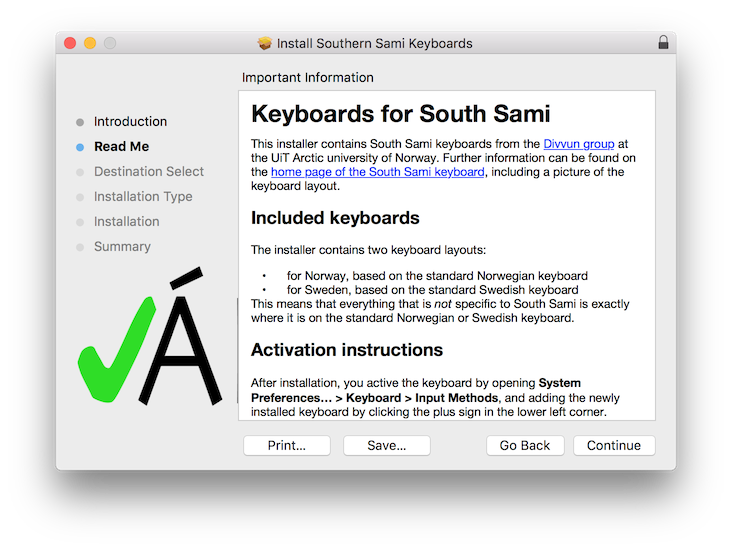 Install Southern Sami Keyboards
Important Information
Introduction
Read Me
Destination Select
Installation Type
Installation
Summary
Á
Keyboards for South Sami
This installer contains South Sami keyboards from the Divvun group at
the UiT Arctic university of Norway. Further information can be found on
the home page of the South Sami keyboard, including a picture of the
keyboard layout.
Included keyboards
The installer contains two keyboard layouts:
• for Norway, based on the standard Norwegian keyboard
• for Sweden, based on the standard Swedish keyboard
This means that everything that is not specific to South Sami is exactly
where it is on the standard Norwegian or Swedish keyboard.
Activation instructions
After installation, you active the keyboard by opening System
Preferences... > Keyboard > Input Methods, and adding the newly
installed keyboard by clicking the plus sign in the lower left corner.
Print...
Save...
Go Back
Continue